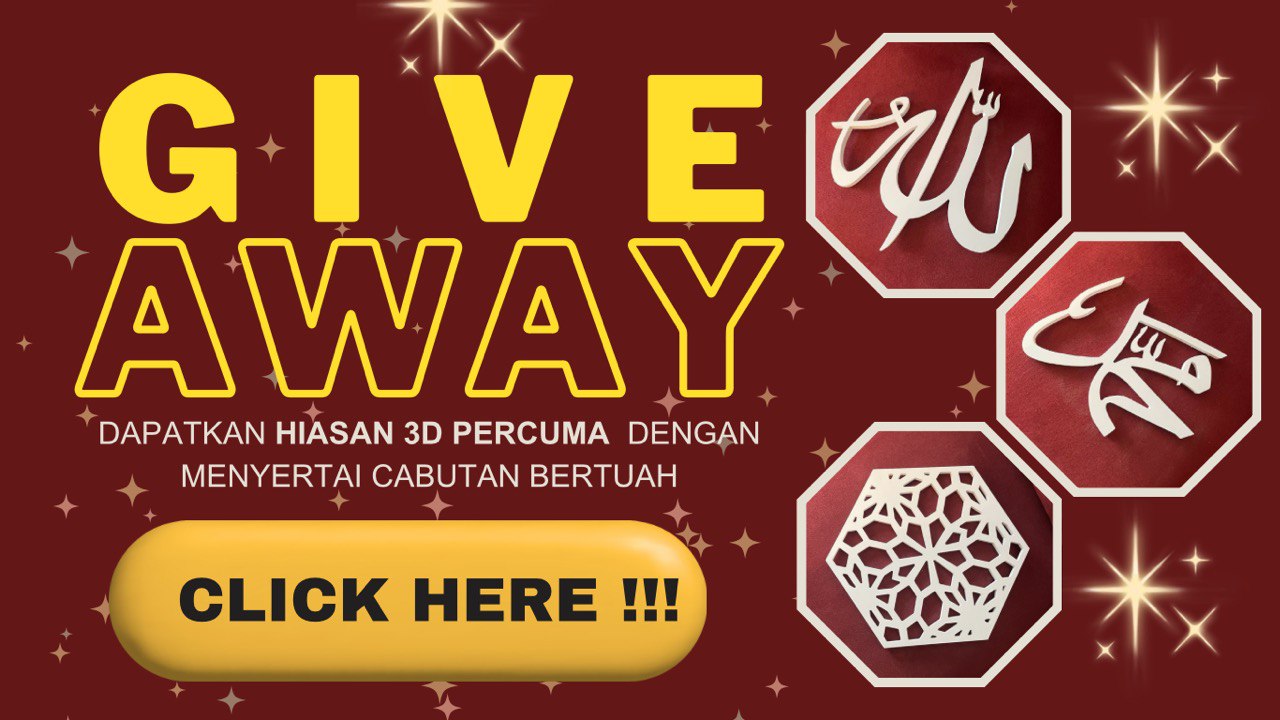 GIVE
AWAY
DAPATKAN HIASAN 3D PERCUMA DENGAN
MENYERTAI CABUTAN BERTUAH
CLICK HERE !!!
الله
محمد